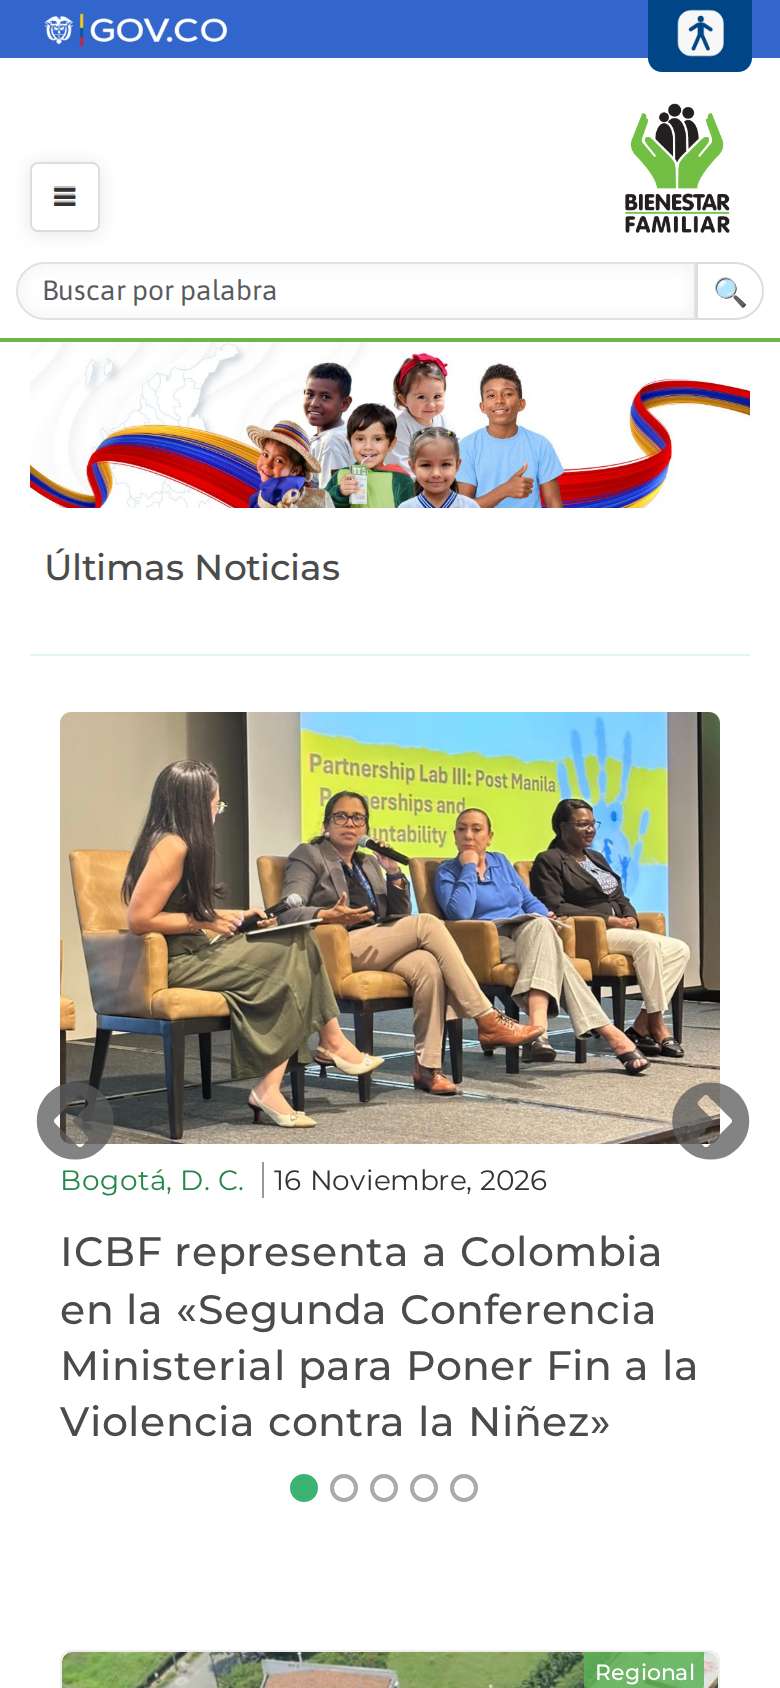 GOV.CO
BIENESTAR
FAMILIAR
Buscar por palabra
Últimas Noticias
Partnership Lab III: Post Manila
and
Bogotá, D. C.
16 Noviembre, 2026
ICBF representa a Colombia
en la «Segunda Conferencia
Ministerial para Poner Fin a la
Violencia contra la Niñez»
Regional